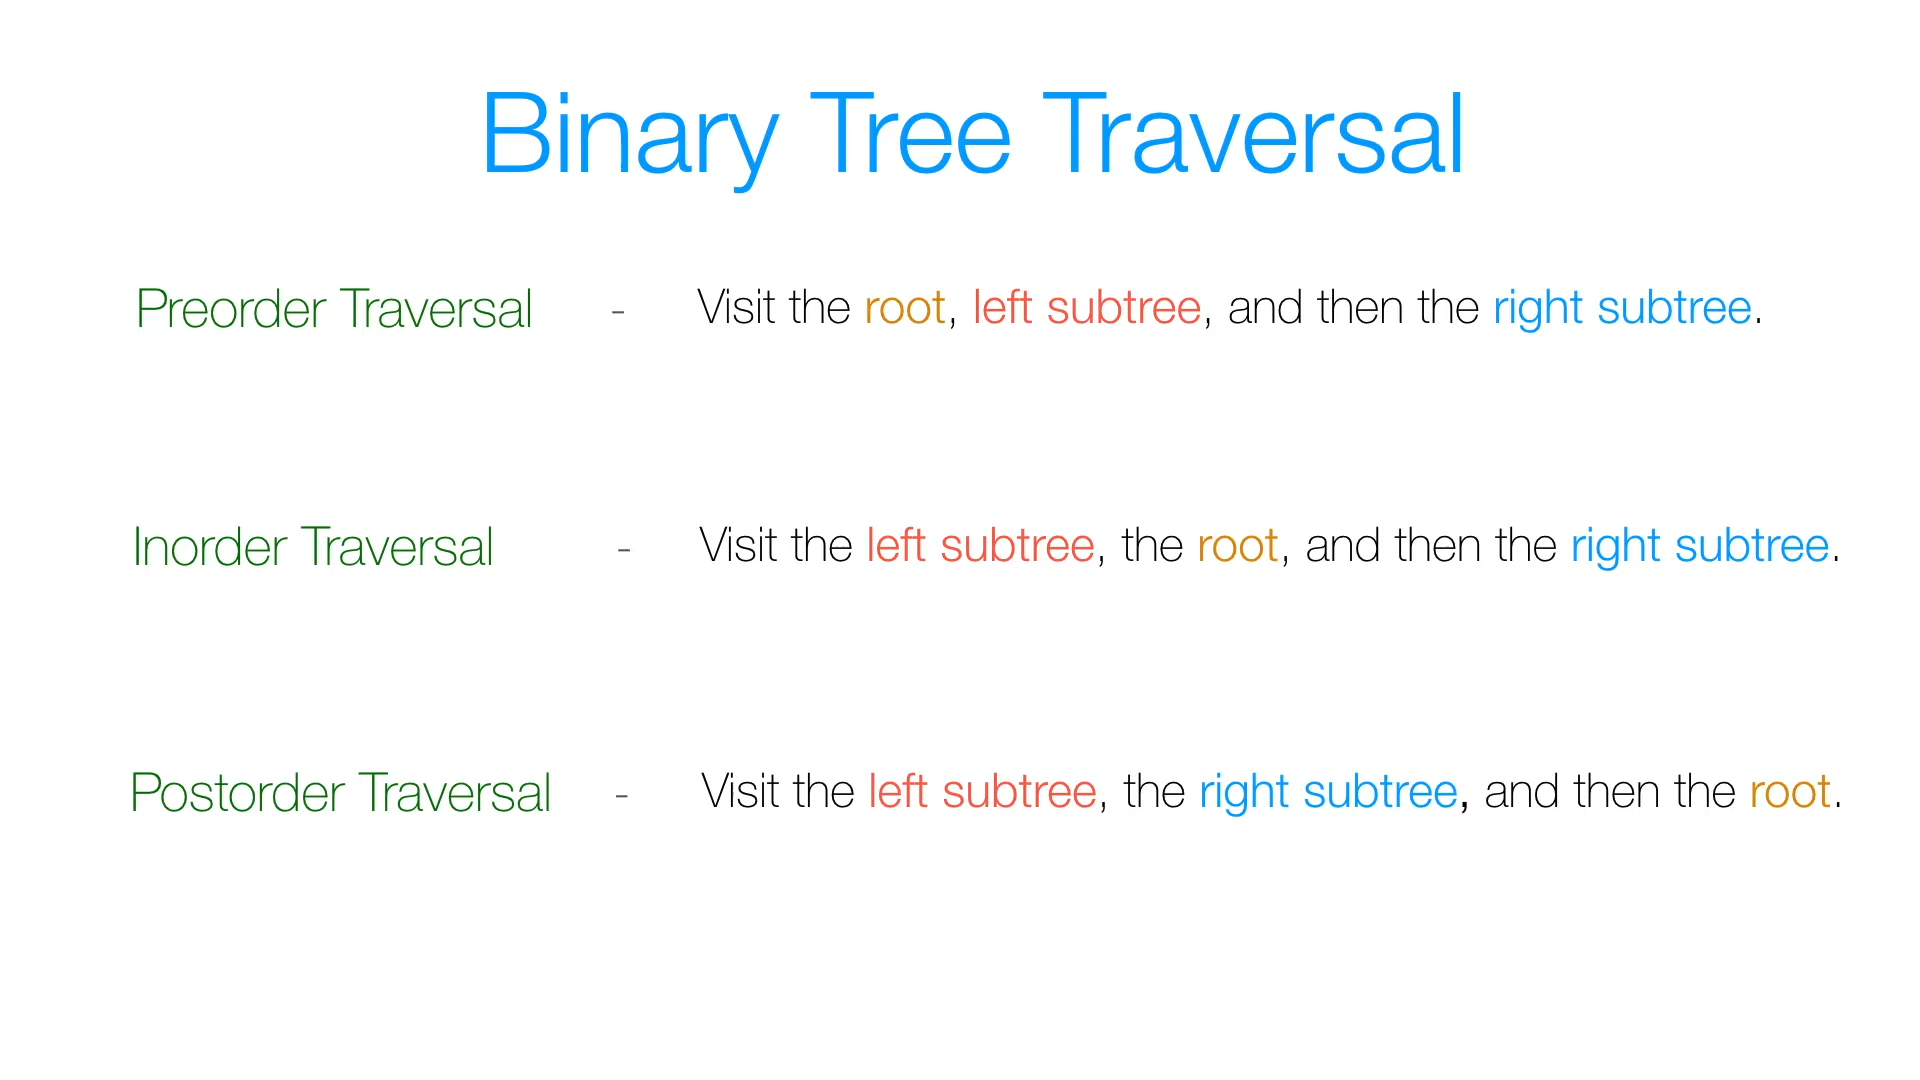 Binary Tree Traversal
Preorder Traversal - Visit the root, left subtree, and then the right subtree.
Inorder Traversal - Visit the left subtree, the root, and then the right subtree.
Postorder Traversal - Visit the left subtree, the right subtree, and then the root.